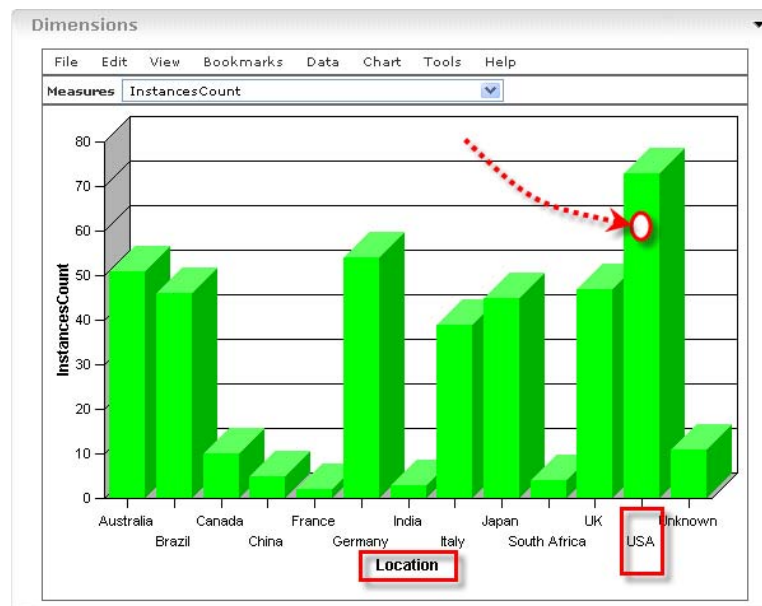 Dimensions
File Edit View Bookmarks Data Chart Tools Help
Measures InstancesCount
80
70
60
50
40
30
20
10
0
InstancesCount
Australia Canada France India Japan UK Unknown
Brazil China Germany Italy South Africa USA
Location